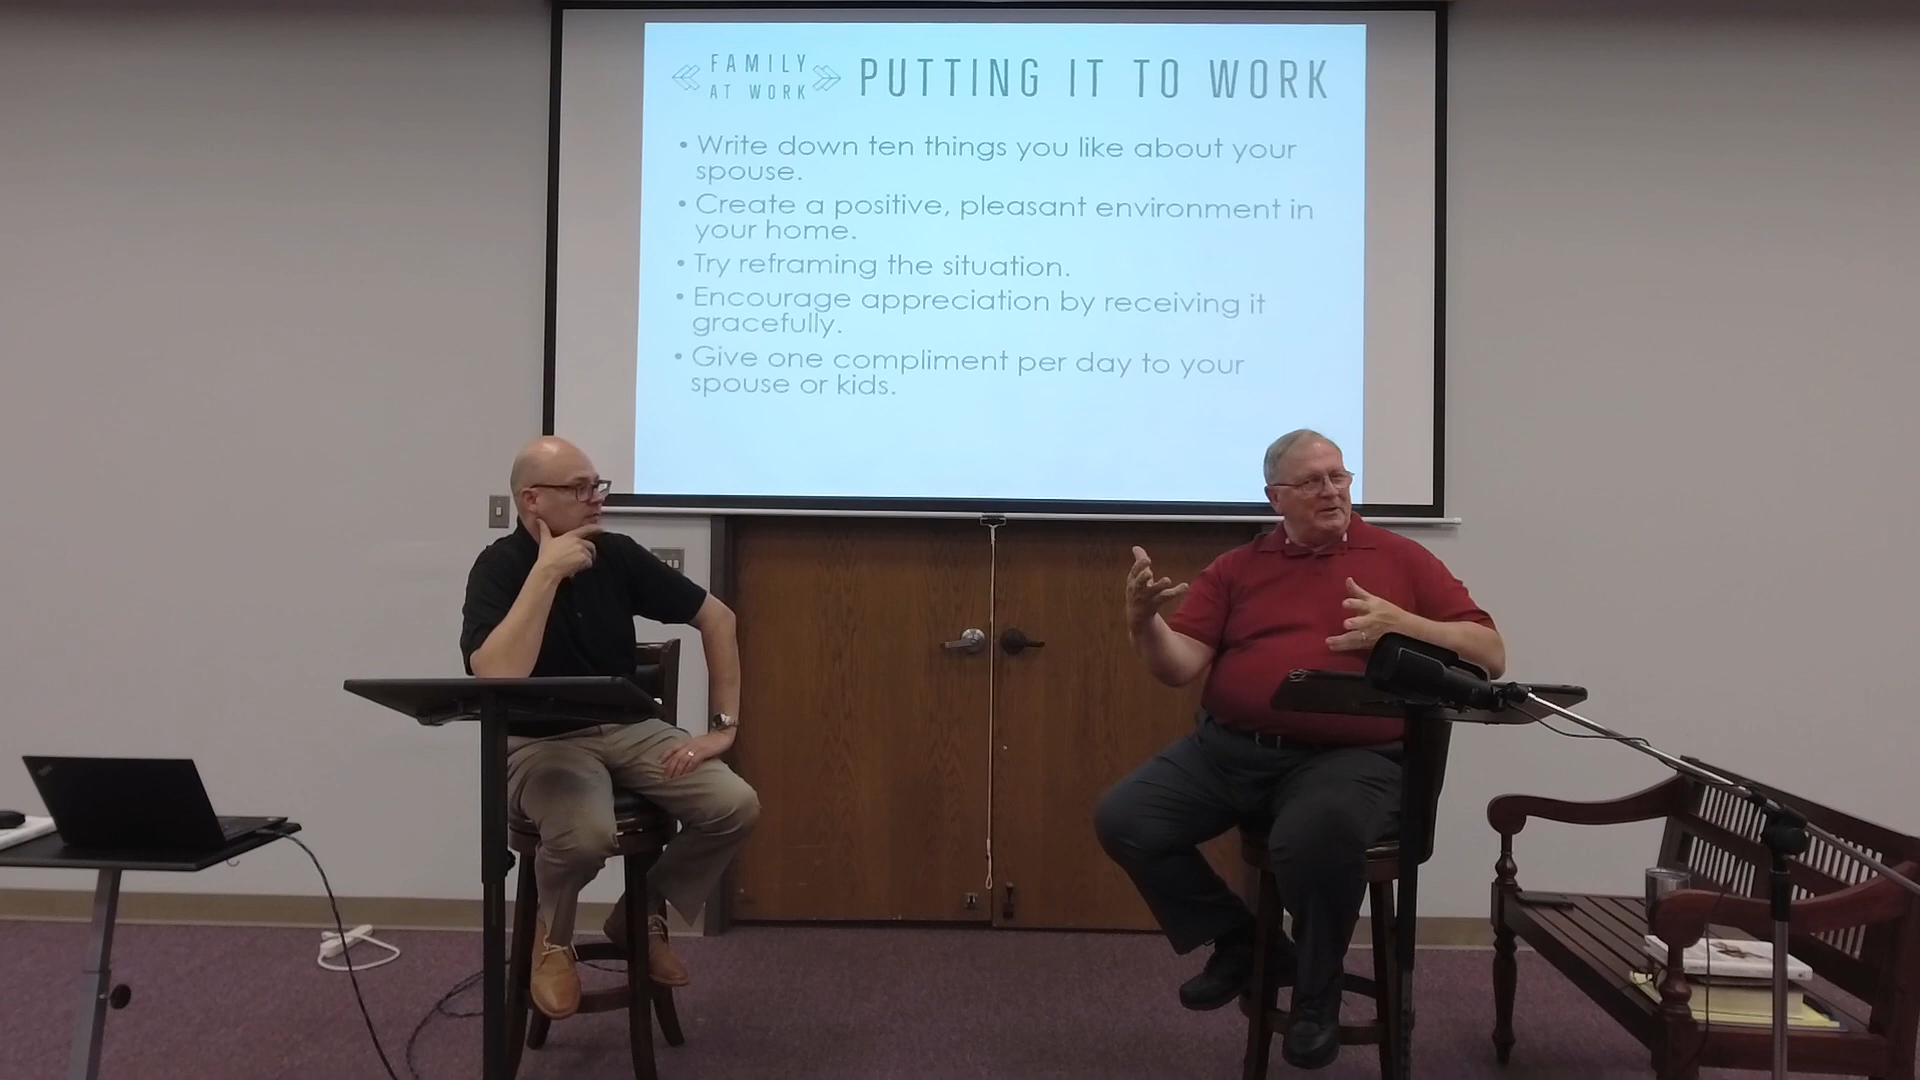 FAMILY
AT WORK
PUTTING IT TO WORK
• Write down ten things you like about your
spouse.
• Create a positive, pleasant environment in
your home.
• Try reframing the situation.
• Encourage appreciation by receiving it
gracefully.
• Give one compliment per day to your
spouse or kids.